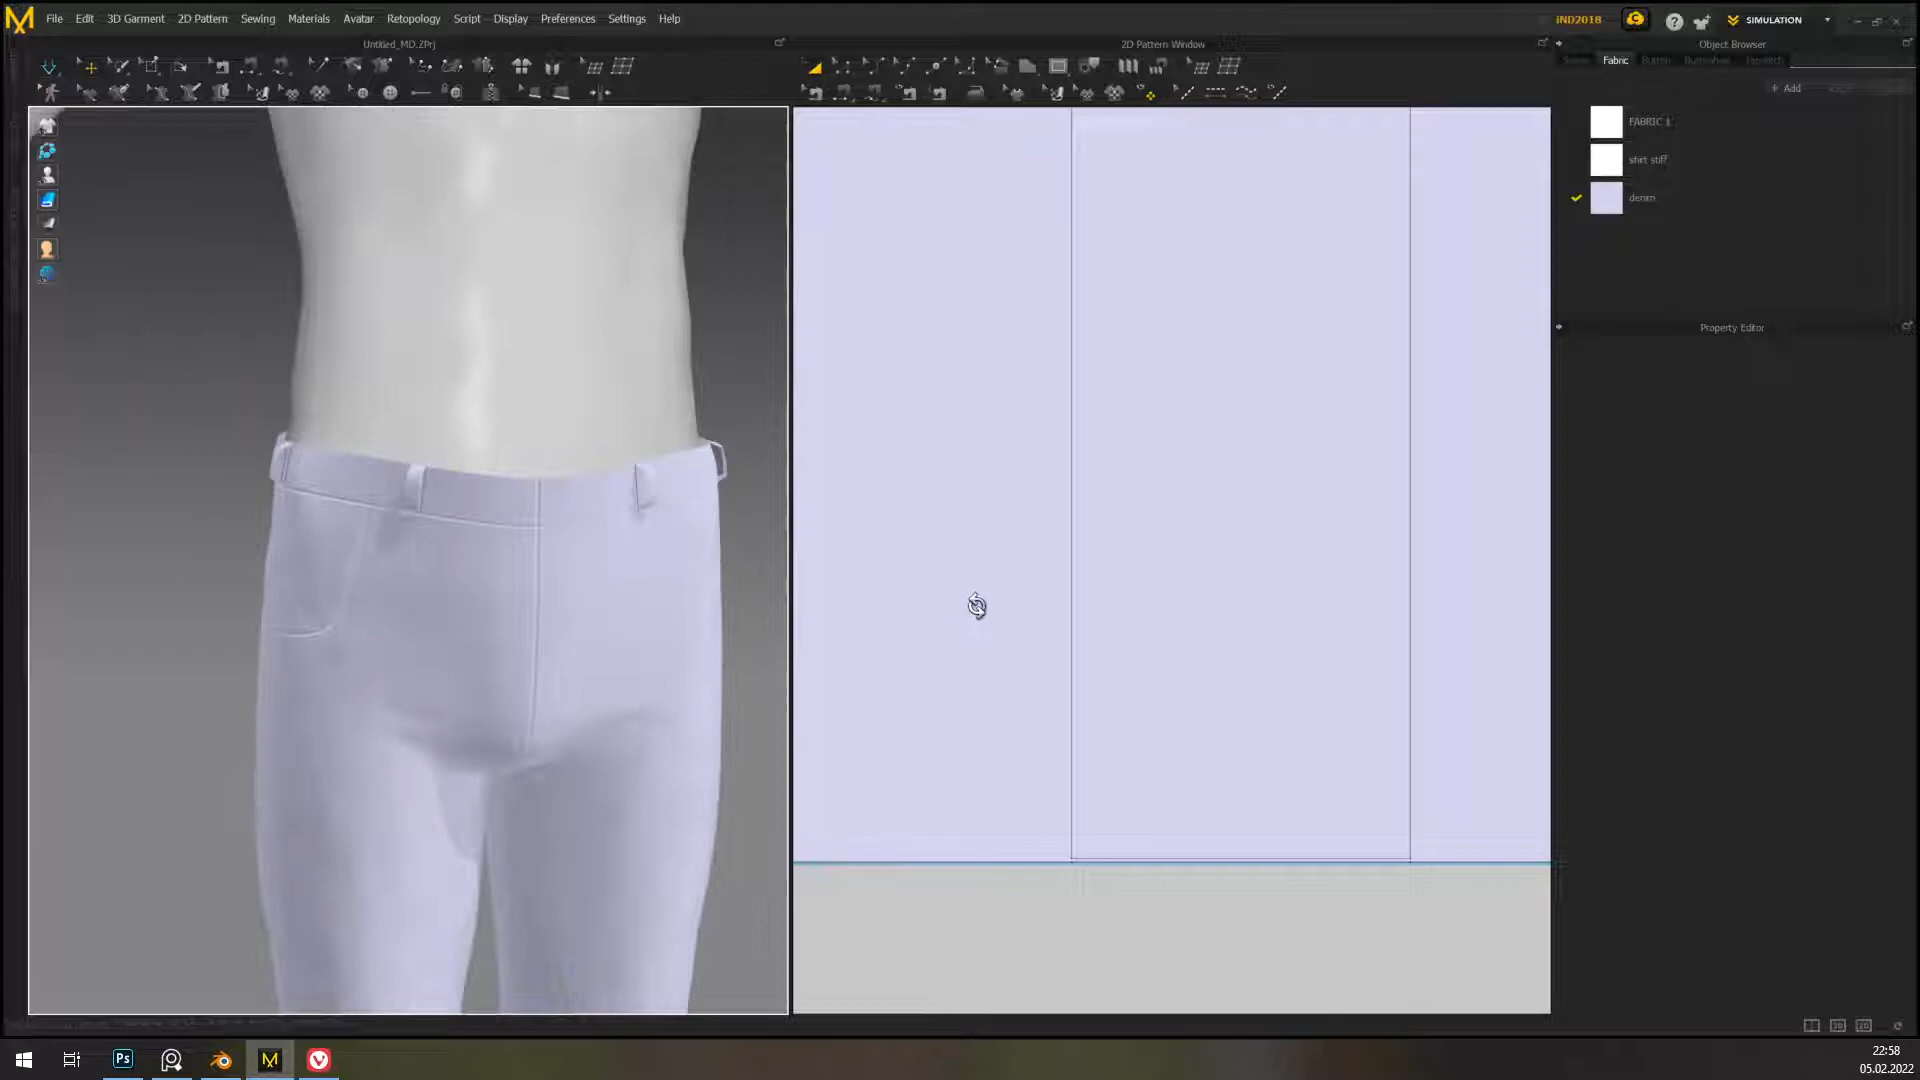 File Edit 3D Garment 2D Pattern Sewing Materials Avatar Retopology Script Display Preferences Settings Help
iND2018
SIMULATION
Untitled_MD.ZPrj
2D Pattern Window
Object Browser
Fabric Button
+ Add
FABRIC 1
shirt stiff
denim
Property Editor
22:58
05.02.2022